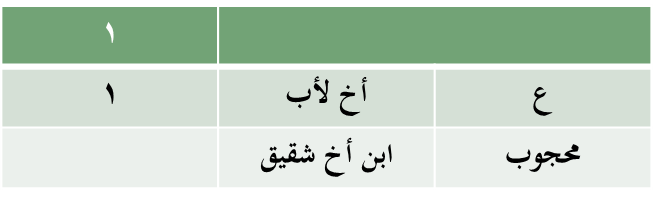 ١
ع أخ لأب ١
محجوب ابن أخ شقيق